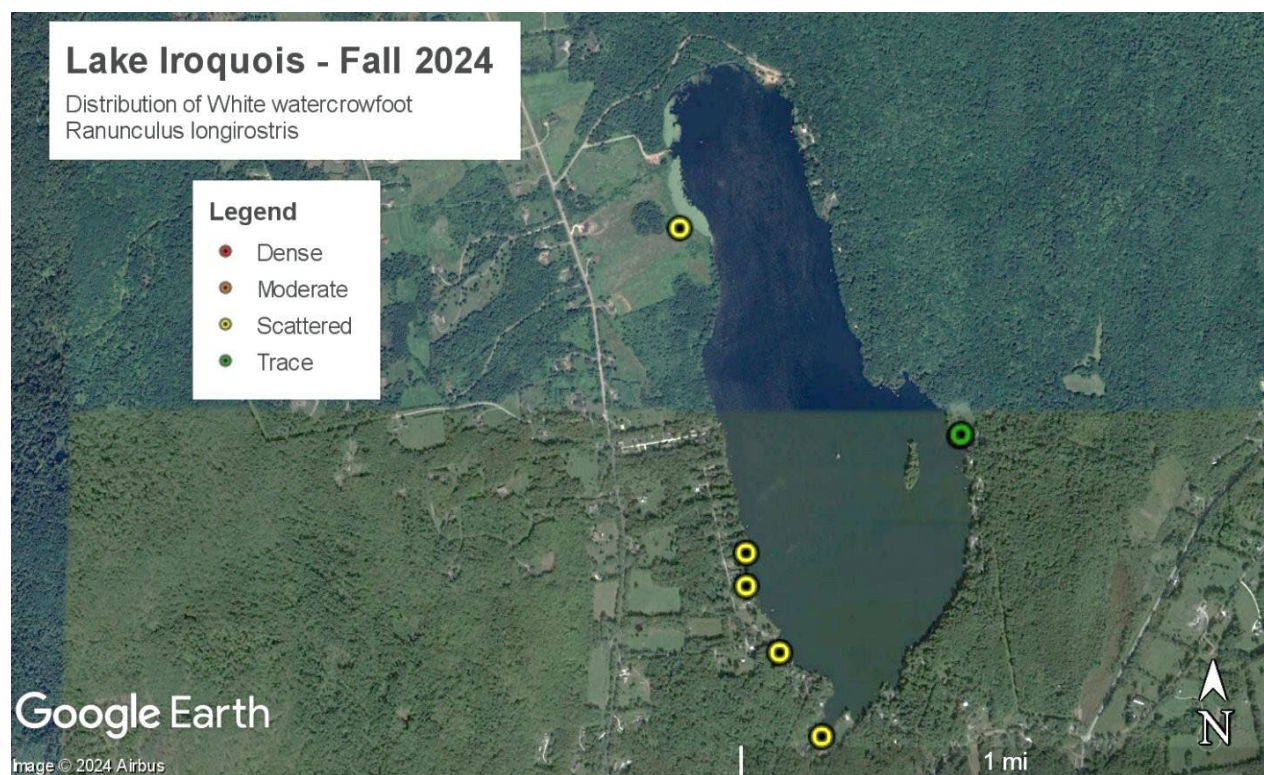 Lake Iroquois - Fall 2024
Distribution of White watercrowfoot
Ranunculus longirostris
Legend
Dense
Moderate
Scattered
Trace
Google Earth
N
Image © 2024 Airbus
1 mi